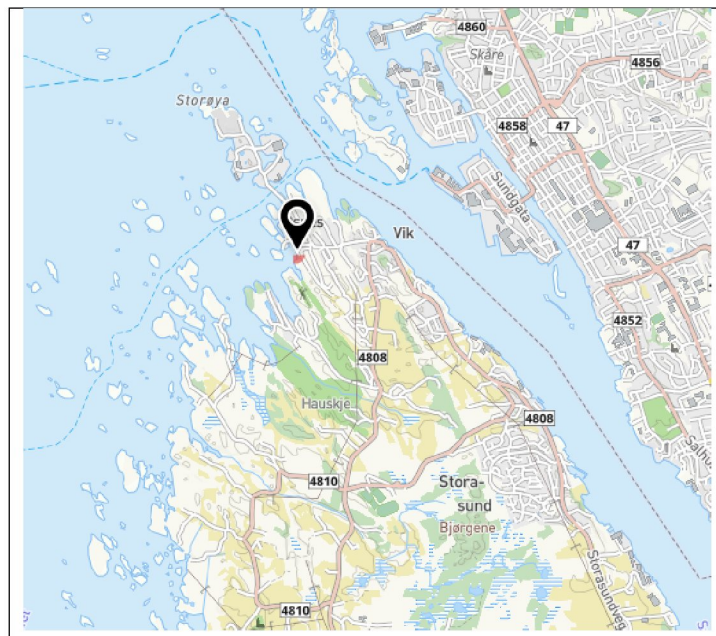 4860
Skåre
4856
Storøya
4858
47
Sundgata
Vik
47
4852
4808
Hauskje
4808
Salhus
4810
Stora-
sund
Bjørgene
Storasundveg
4810